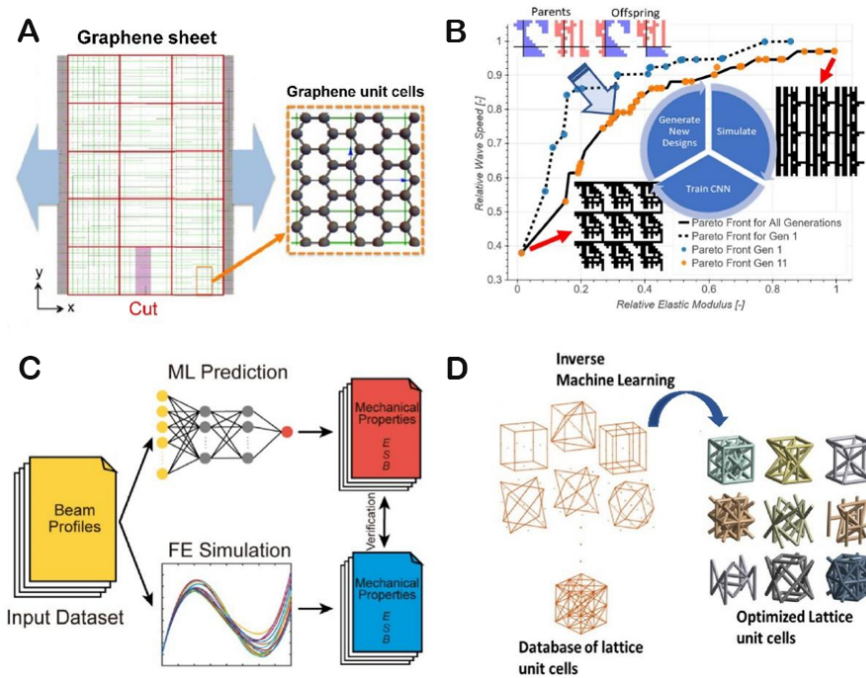 A
Graphene sheet
Graphene unit cells
y
x
Cut
B
Parents
Offspring
Relative Wave Speed [-]
1
0.9
0.8
0.7
0.6
0.5
0.4
0.3
0
0.2
0.4
0.6
0.8
1
Relative Elastic Modulus [-]
Generate
New
Designs
Simulate
Train CNN
Pareto Front for All Generations
Pareto Front for Gen 1
Pareto Front Gen 1
Pareto Front Gen 11
C
ML Prediction
Beam
Profiles
Input Dataset
FE Simulation
Mechanical
Properties
E
S
B
Verification
Mechanical
Properties
E
S
B
D
Inverse
Machine Learning
Database of lattice
unit cells
Optimized Lattice
unit cells